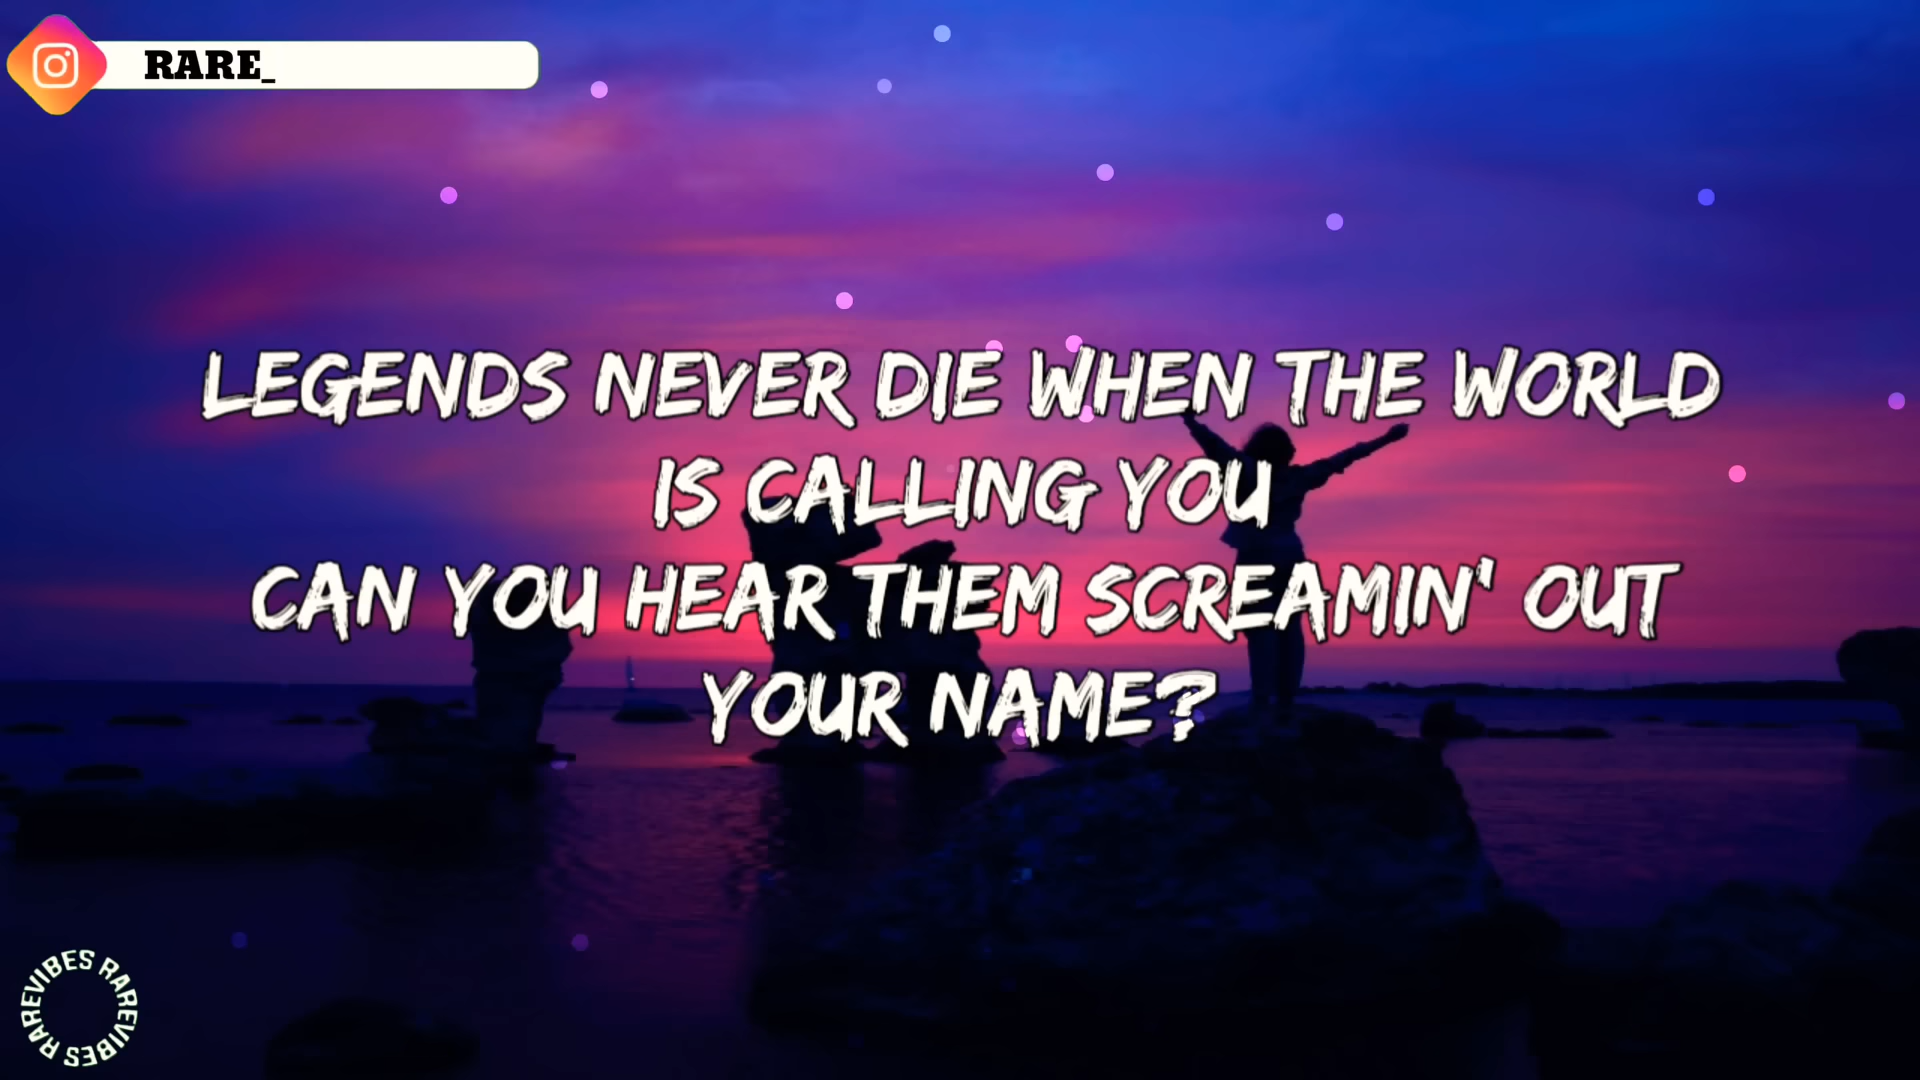 RARE_
LEGENDS NEVER DIE WHEN THE WORLD
IS CALLING YOU
CAN YOU HEAR THEM SCREAMIN' OUT
YOUR NAME?
RAREVIBES RAREVIBES RAREVIBES